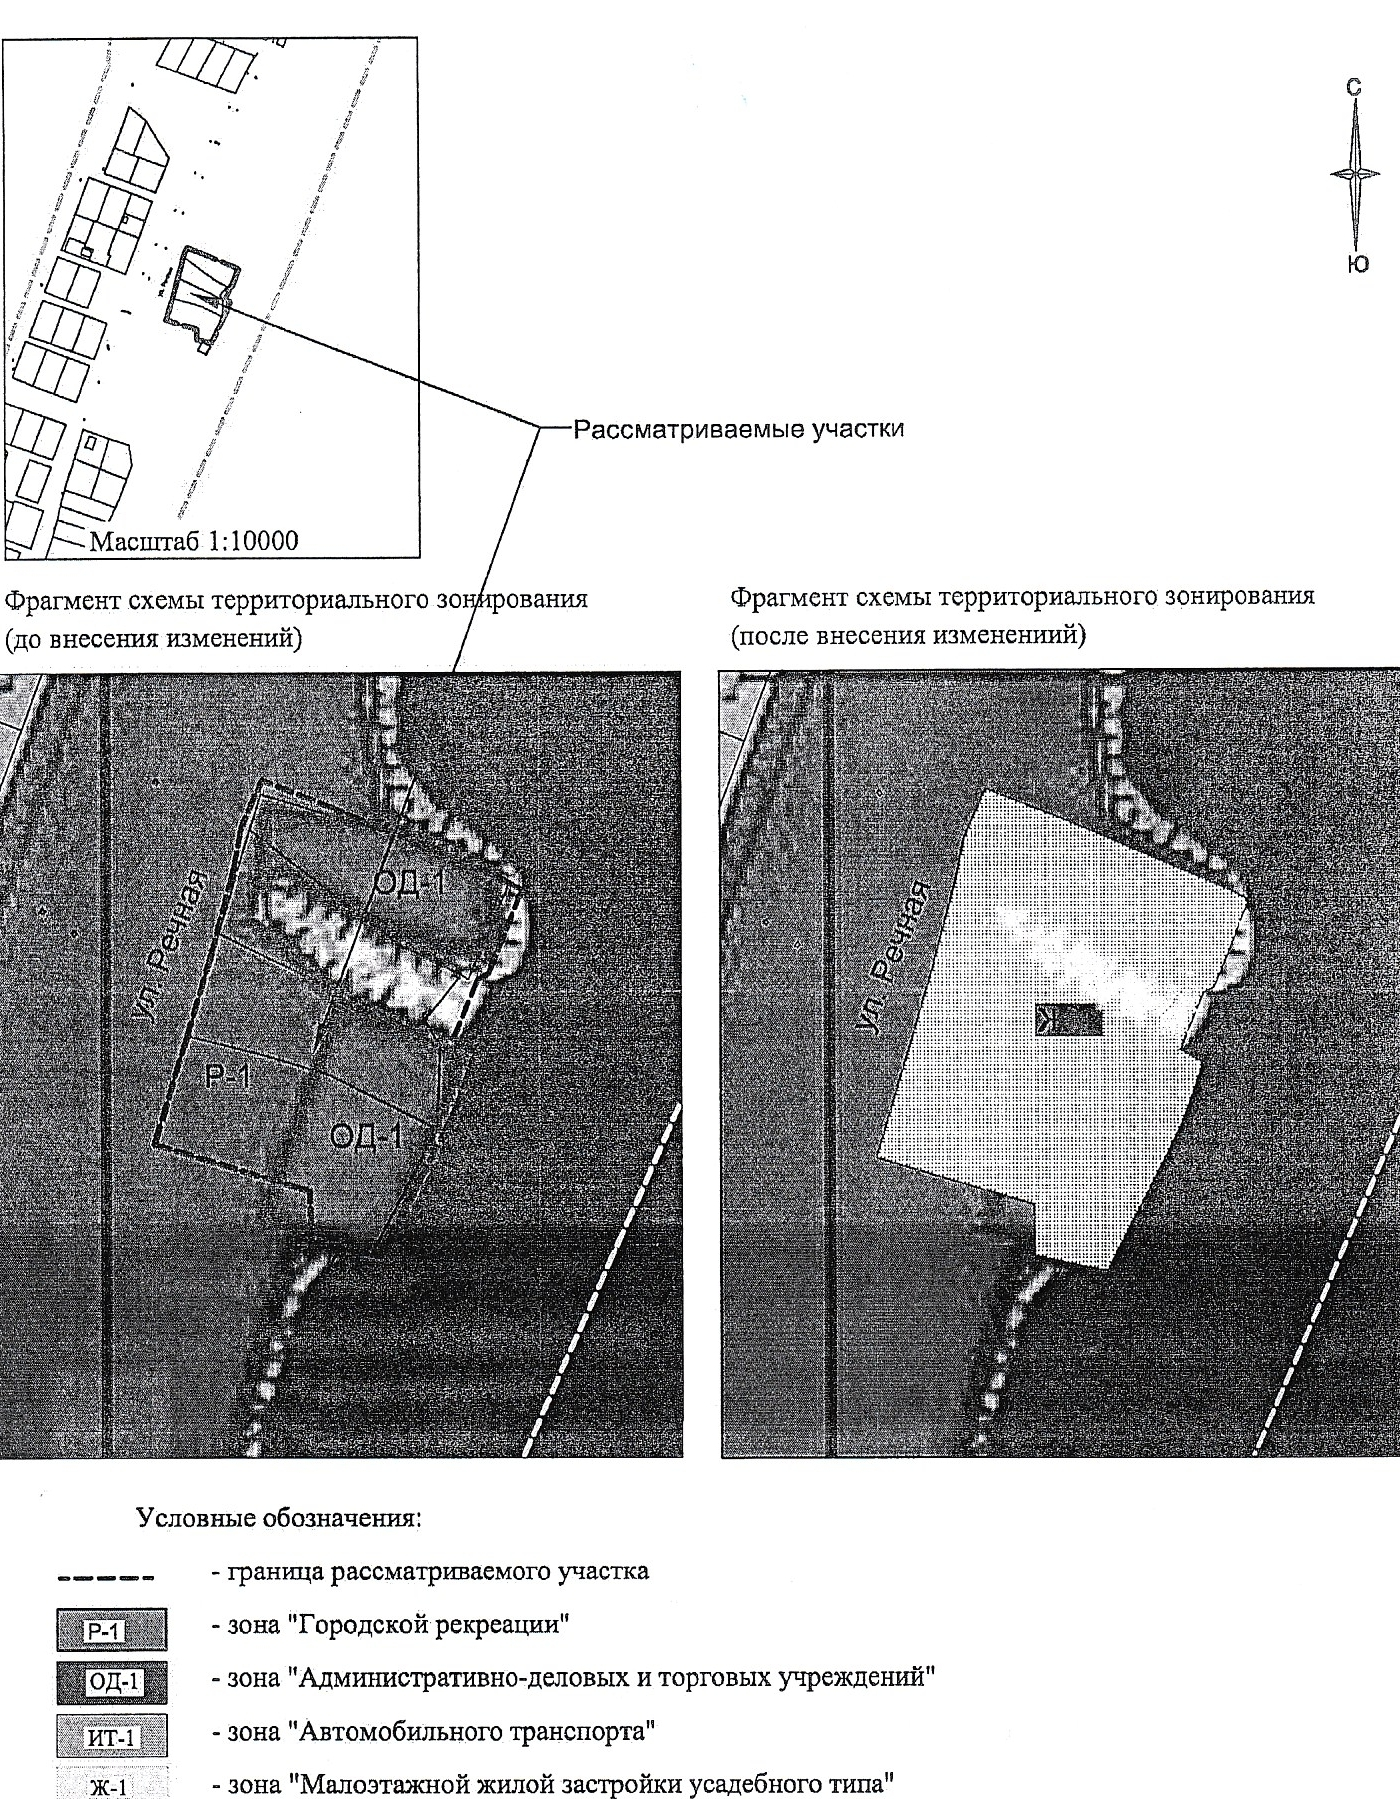 С
Ю
Рассматриваемые участки
Масштаб 1:10000
Фрагмент схемы территориального зонирования
(до внесения изменений)
Фрагмент схемы территориального зонирования
(после внесения измененниий)
ул. Речная
ОД-1
Р-1
ОД-1
ул. Речная
Условные обозначения:
- граница рассматриваемого участка
Р-1 - зона "Городской рекреации"
ОД-1 - зона "Административно-деловых и торговых учреждений"
ИТ-1 - зона "Автомобильного транспорта"
Ж-1 - зона "Малоэтажной жилой застройки усадебного типа"